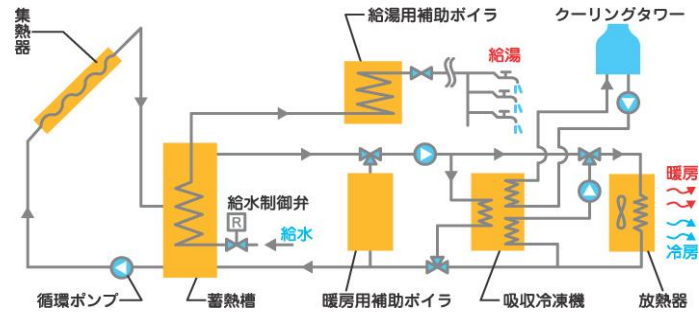 集熱器
給湯用補助ボイラ
クーリングタワー
給湯
給水制御弁
R
給水
暖房
冷房
循環ポンプ
蓄熱槽
暖房用補助ボイラ
吸収冷凍機
放熱器